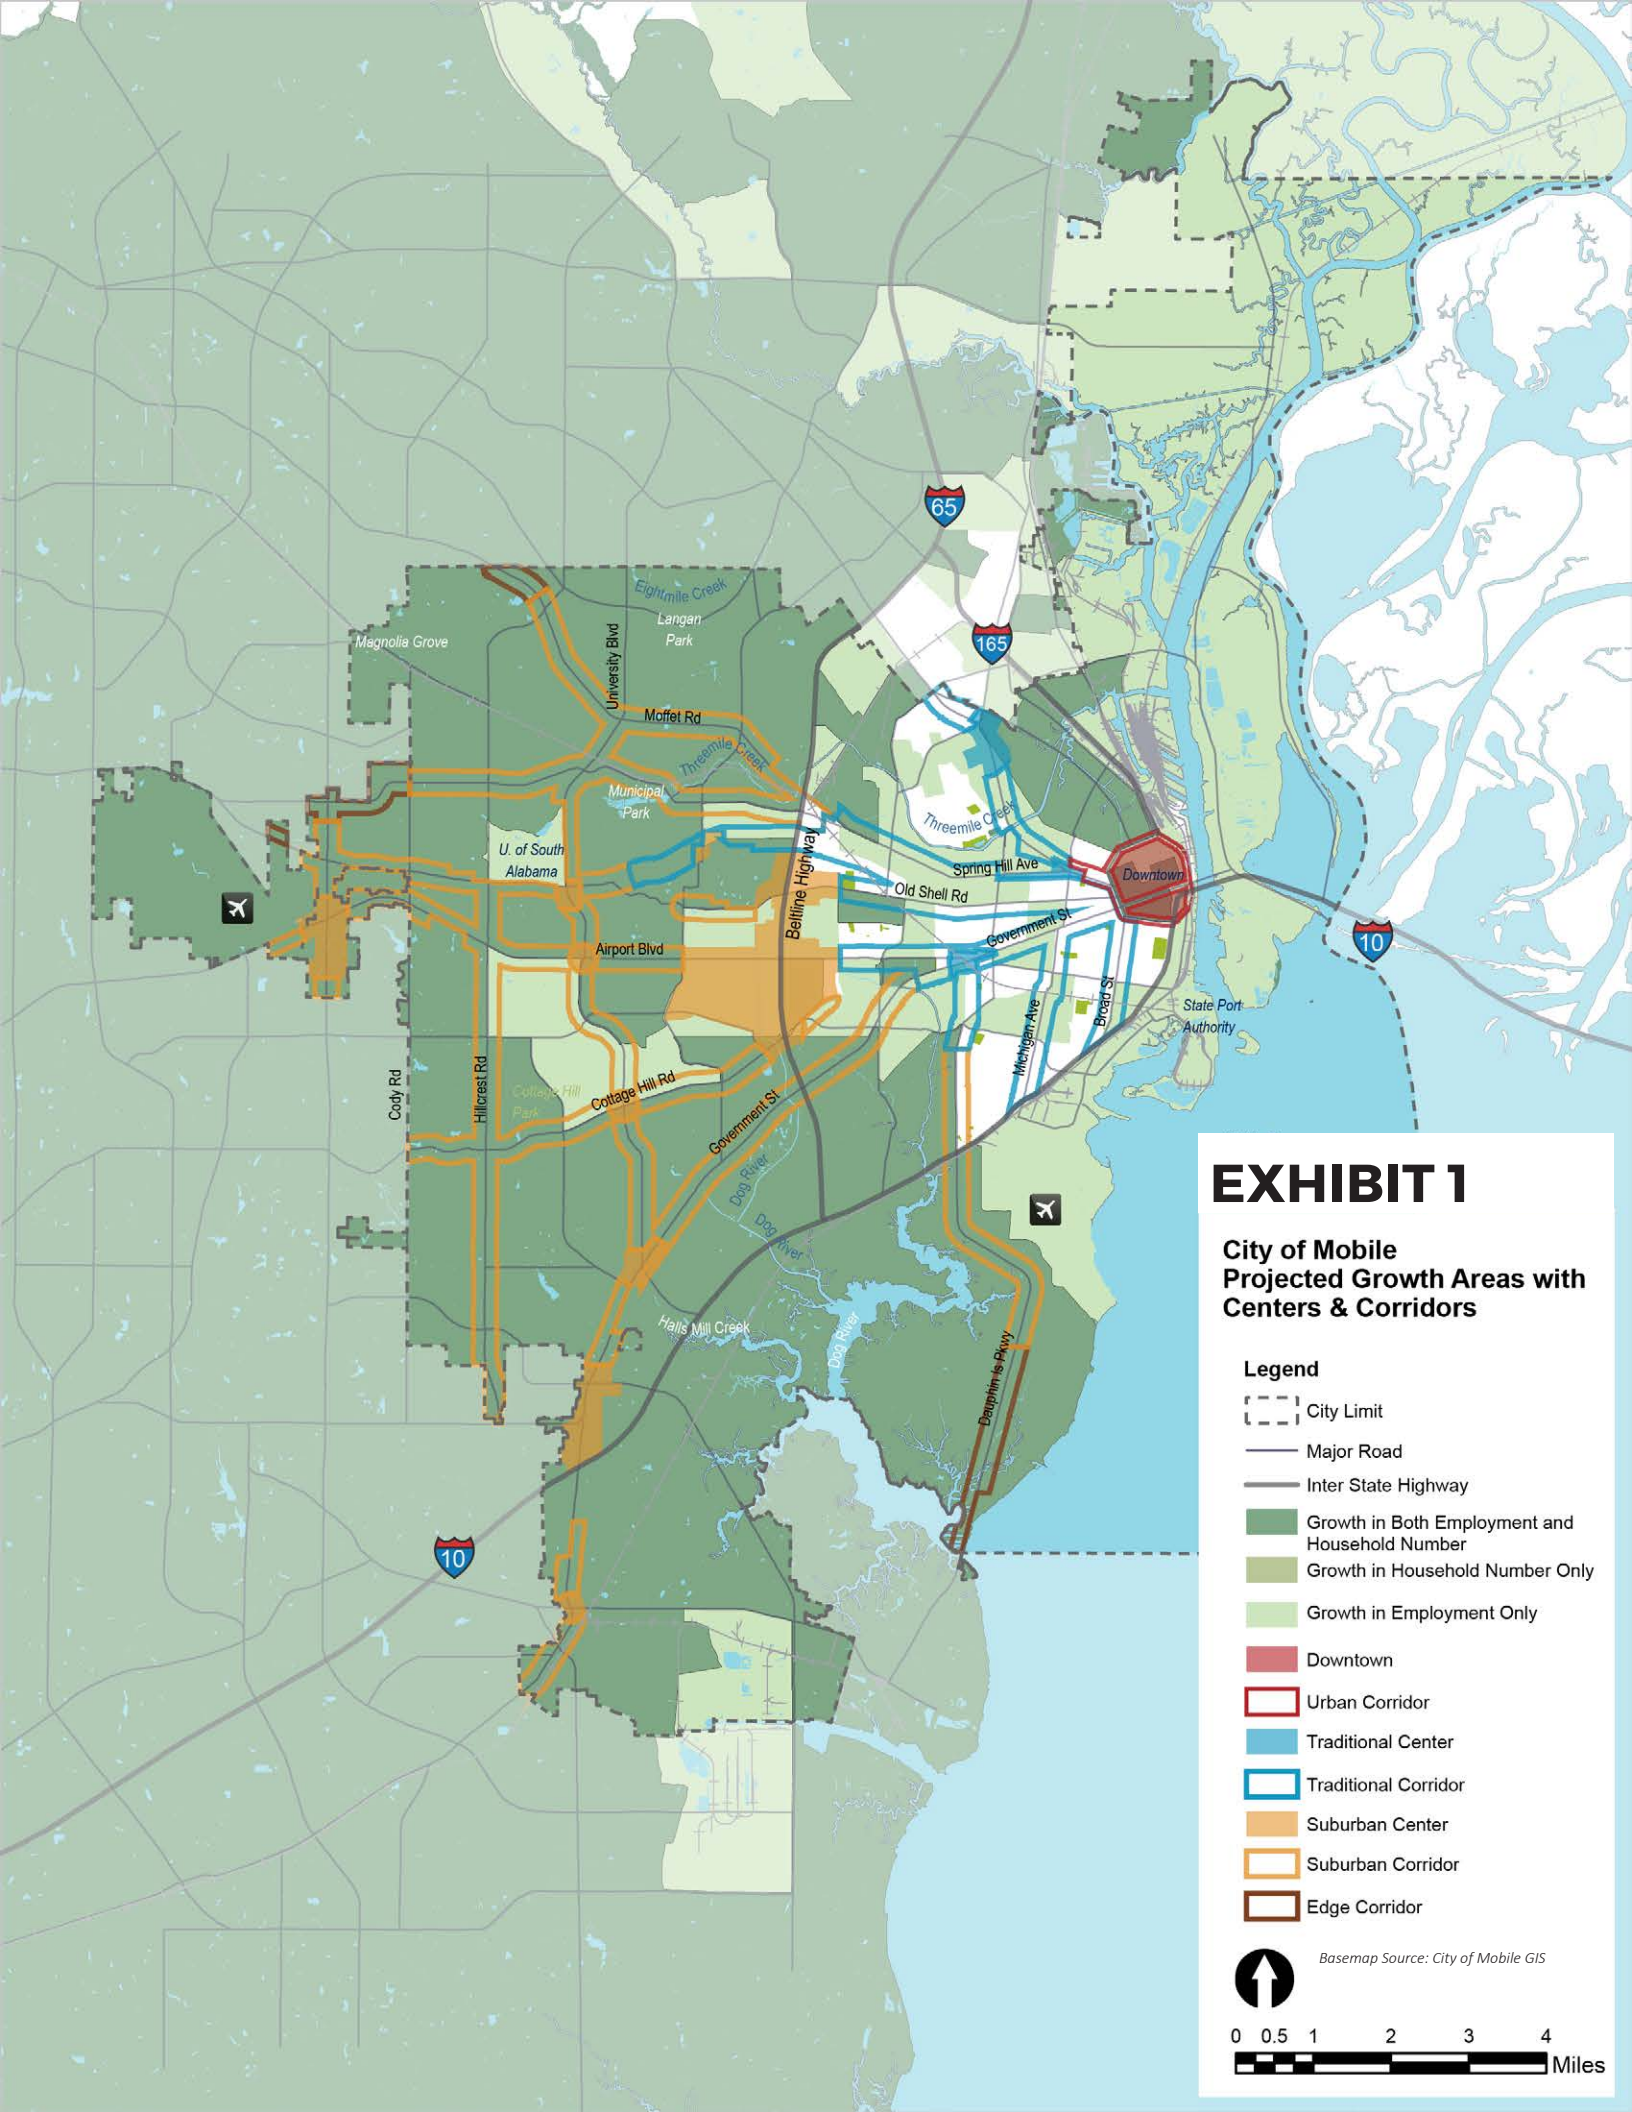 65
165
Eightmile Creek
Langan
Park
Magnolia Grove
University Blvd
Moffet Rd
Threemile Creek
Municipal
Park
Threemile Creek
U. of South
Alabama
Beltline Highway
Spring Hill Ave
Downtown
Old Shell Rd
Government St
Airport Blvd
10
State Port
Authority
Broad St
Michigan Ave
Cody Rd
Hillcrest Rd
Cottage Hill
Park
Cottage Hill Rd
Government St
Dog River
Dog River
Halls Mill Creek
Dog River
Dauphin Is Pkwy
10
EXHIBIT 1
City of Mobile
Projected Growth Areas with
Centers & Corridors
Legend
City Limit
Major Road
Inter State Highway
Growth in Both Employment and
Household Number
Growth in Household Number Only
Growth in Employment Only
Downtown
Urban Corridor
Traditional Center
Traditional Corridor
Suburban Center
Suburban Corridor
Edge Corridor
Basemap Source: City of Mobile GIS
0 0.5 1 2 3 4
Miles